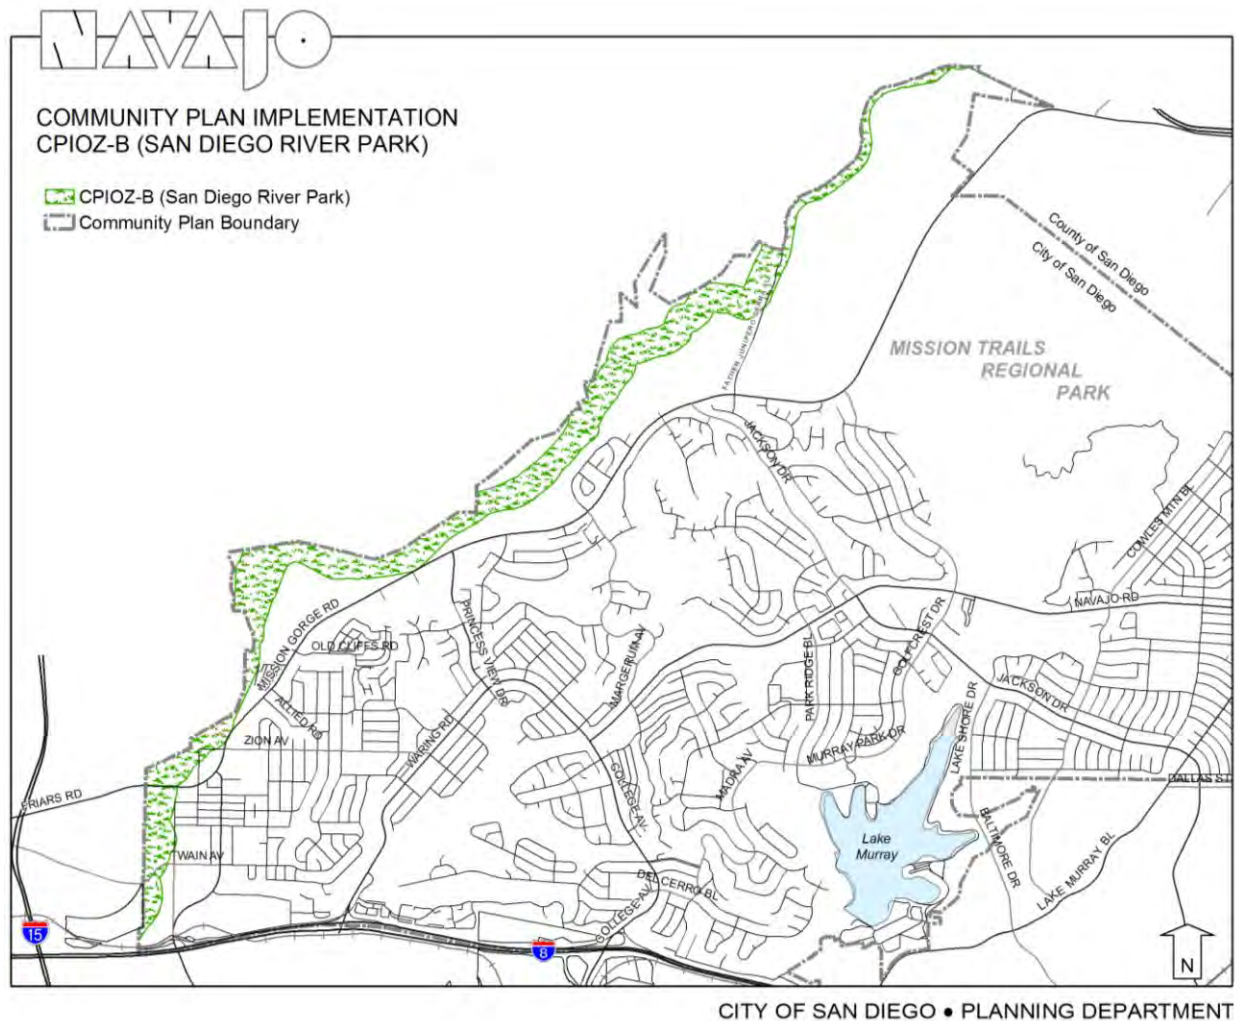 NAVAJO
COMMUNITY PLAN IMPLEMENTATION
CPIOZ-B (SAN DIEGO RIVER PARK)
CPIOZ-B (San Diego River Park)
Community Plan Boundary
County of San Diego
City of San Diego
MISSION TRAILS
REGIONAL
PARK
JACKSON DR
COWLES MTN BL
NAVAJO RD
MISSION GORGE RD
PRINCESS VIEW DR
OLD CLIFFS RD
MARGERUM AV
PARK RIDGE BL
GOLFCREST DR
JACKSON DR
LAKE SHORE DR
ALLIED RD
ZION AV
WARING RD
MURRAY PARK DR
MADRA AV
COLLEGE AV
DALLAS ST
FRIARS RD
BALTIMORE DR
Lake
Murray
TWAIN AV
LAKE MURRAY BL
DEL CERRO BL
COLLEGE AV
15
8
N
CITY OF SAN DIEGO ● PLANNING DEPARTMENT